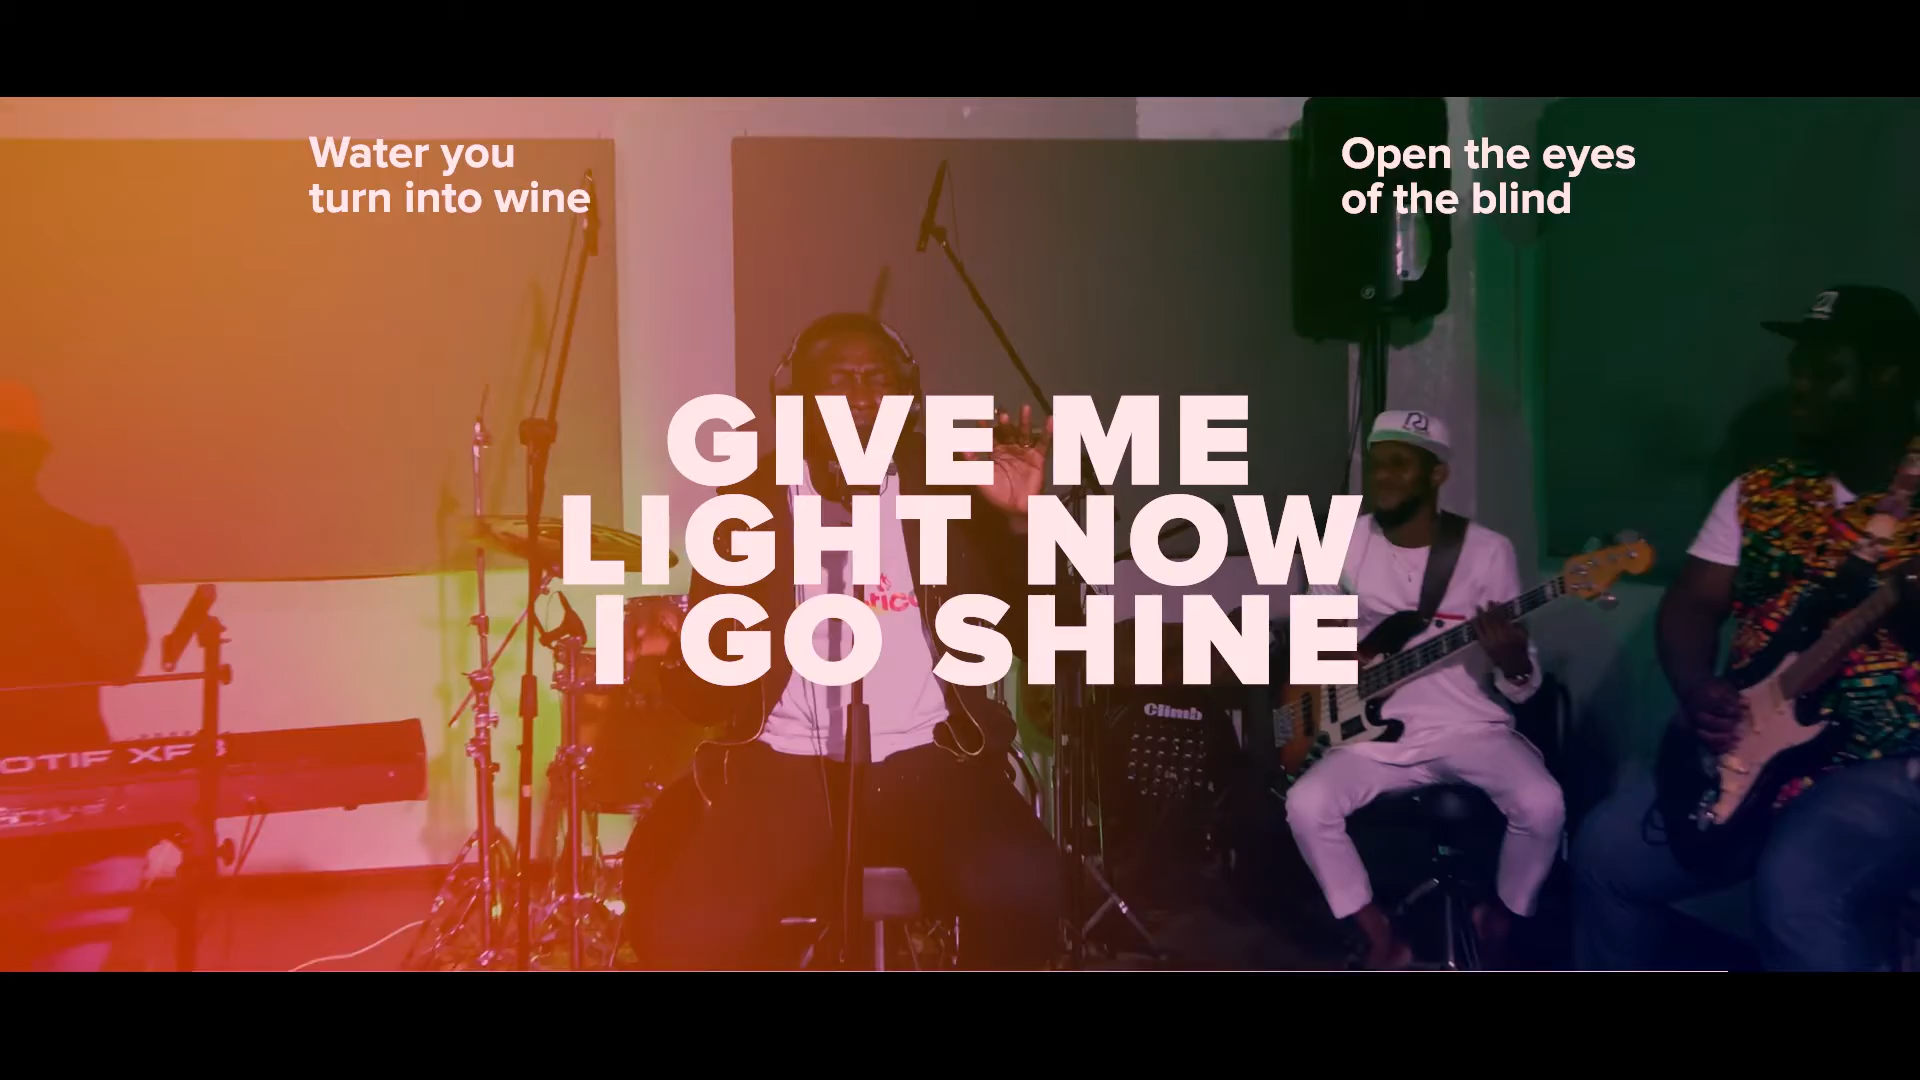 Water you
turn into wine
Open the eyes
of the blind
GIVE ME
LIGHT NOW
I GO SHINE
Climb
OTIF XF8